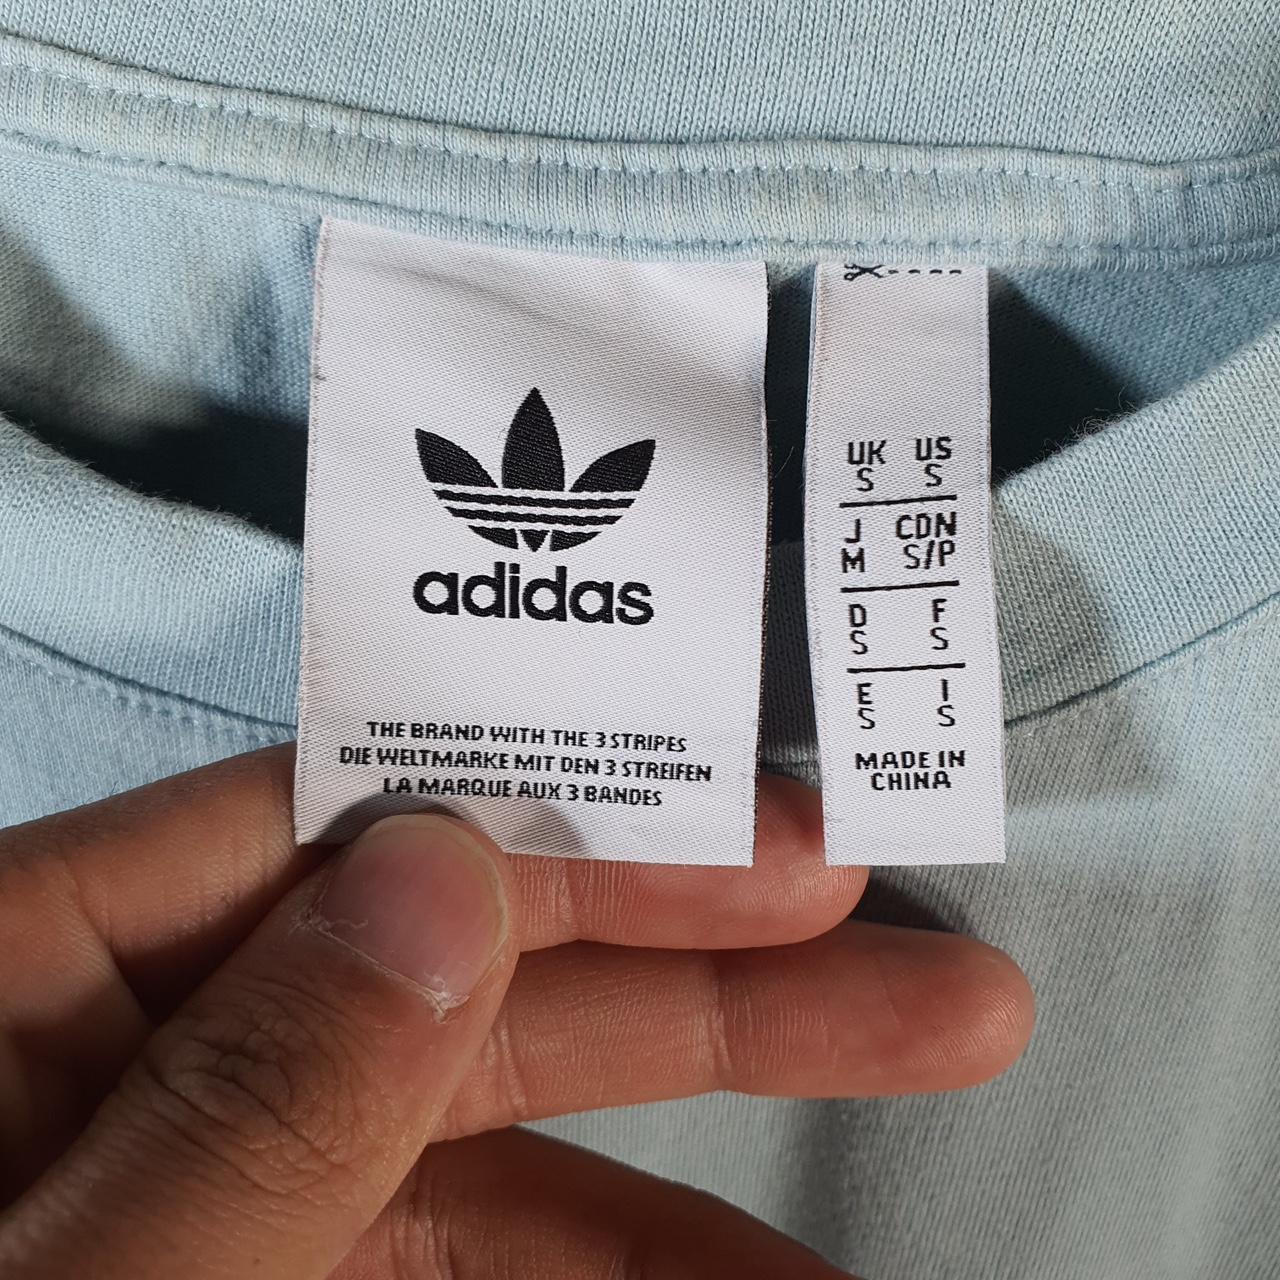 adidas
THE BRAND WITH THE 3 STRIPES
DIE WELTMARKE MIT DEN 3 STREIFEN
LA MARQUE AUX 3 BANDES
UK US
S S
J CDN
M S/P
D F
S S
E I
S S
MADE IN
CHINA